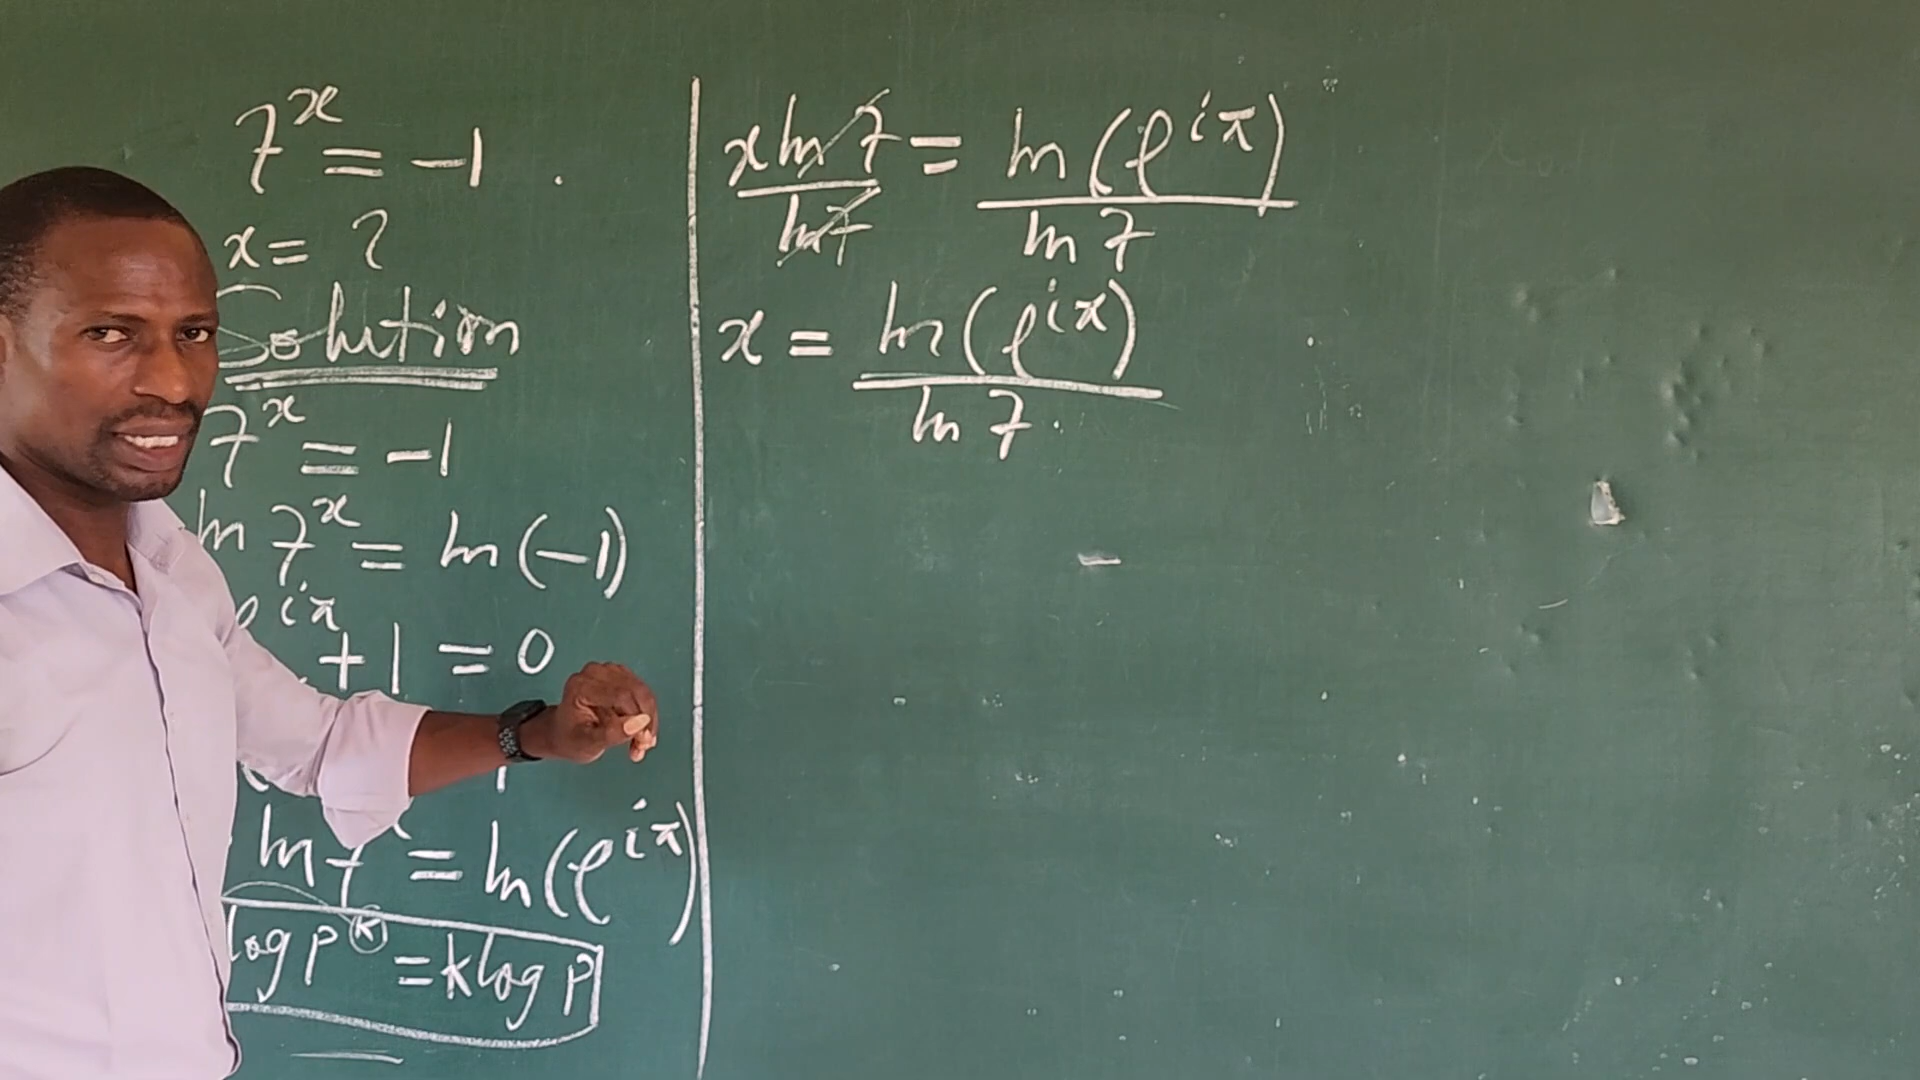 7^x = -1 .
x = ?
Solution
7^x = -1
ln 7^x = ln(-1)
e^iπ + 1 = 0
ln 7 = ln(e^iπ)
log P^k = k log P
x ln 7 / ln 7 = ln(e^iπ) / ln 7
x = ln(e^iπ) / ln 7 .